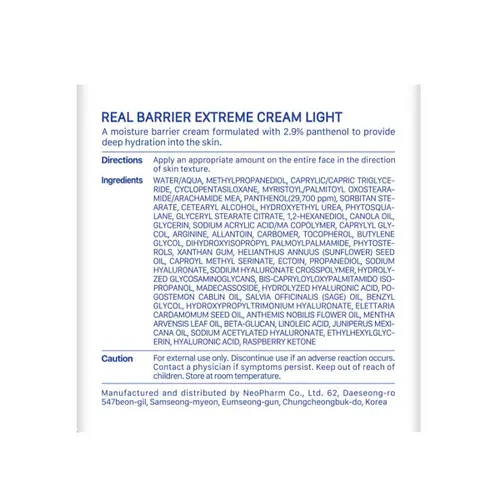 REAL BARRIER EXTREME CREAM LIGHT
A moisture barrier cream formulated with 2.9% panthenol to provide
deep hydration into the skin.
Directions Apply an appropriate amount on the entire face in the direction
of skin texture.
Ingredients WATER/AQUA, METHYLPROPANEDIOL, CAPRYLIC/CAPRIC TRIGLYCE-
RIDE, CYCLOPENTASILOXANE, MYRISTOYL/PALMITOYL OXOSTEARA-
MIDE/ARACHAMIDE MEA, PANTHENOL(29,700 ppm), SORBITAN STE-
ARATE, CETEARYL ALCOHOL, HYDROXYETHYL UREA, PHYTOSQUA-
LANE, GLYCERYL STEARATE CITRATE, 1,2-HEXANEDIOL, CANOLA OIL,
GLYCERIN, SODIUM ACRYLIC ACID/MA COPOLYMER, CAPRYLYL GLY-
COL, ARGININE, ALLANTOIN, CARBOMER, TOCOPHEROL, BUTYLENE
GLYCOL, DIHYDROXYISOPROPYL PALMOYLPALMAMIDE, PHYTOSTE-
ROLS, XANTHAN GUM, HELIANTHUS ANNUUS (SUNFLOWER) SEED
OIL, CAPROYL METHYL SERINATE, ECTOIN, PROPANEDIOL, SODIUM
HYALURONATE, SODIUM HYALURONATE CROSSPOLYMER, HYDROLY-
ZED GLYCOSAMINOGLYCANS, BIS-CAPRYLOYLOXYPALMITAMIDO ISO-
PROPANOL, MADECASSOSIDE, HYDROLYZED HYALURONIC ACID, PO-
GOSTEMON CABLIN OIL, SALVIA OFFICINALIS (SAGE) OIL, BENZYL
GLYCOL, HYDROXYPROPYLTRIMONIUM HYALURONATE, ELETTARIA
CARDAMOMUM SEED OIL, ANTHEMIS NOBILIS FLOWER OIL, MENTHA
ARVENSIS LEAF OIL, BETA-GLUCAN, LINOLEIC ACID, JUNIPERUS MEXI-
CANA OIL, SODIUM ACETYLATED HYALURONATE, ETHYLHEXYLGLYC-
ERIN, HYALURONIC ACID, RASPBERRY KETONE
Caution For external use only. Discontinue use if an adverse reaction occurs.
Contact a physician if symptoms persist. Keep out of reach of
children. Store at room temperature.
Manufactured and distributed by NeoPharm Co., Ltd. 62, Daeseong-ro
547beon-gil, Samseong-myeon, Eumseong-gun, Chungcheongbuk-do, Korea